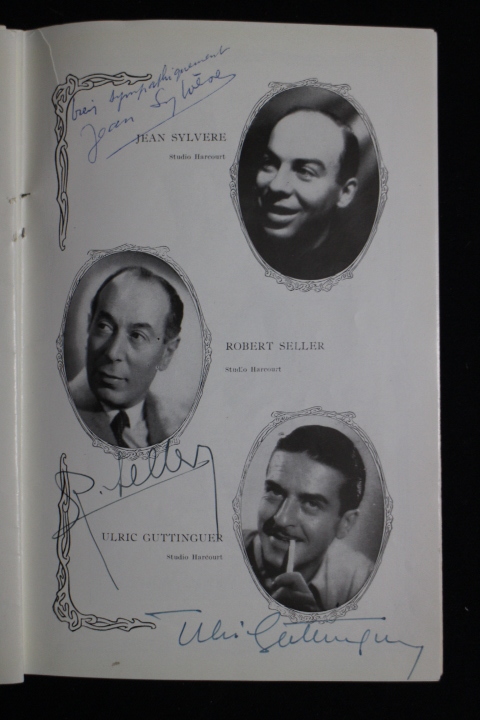 très sympathiquement
Jean Sylvère
JEAN SYLVERE
Studio Harcourt
ROBERT SELLER
Studio Harcourt
R. Seller
ULRIC GUTTINGUER
Studio Harcourt
Ulric Guttinguer